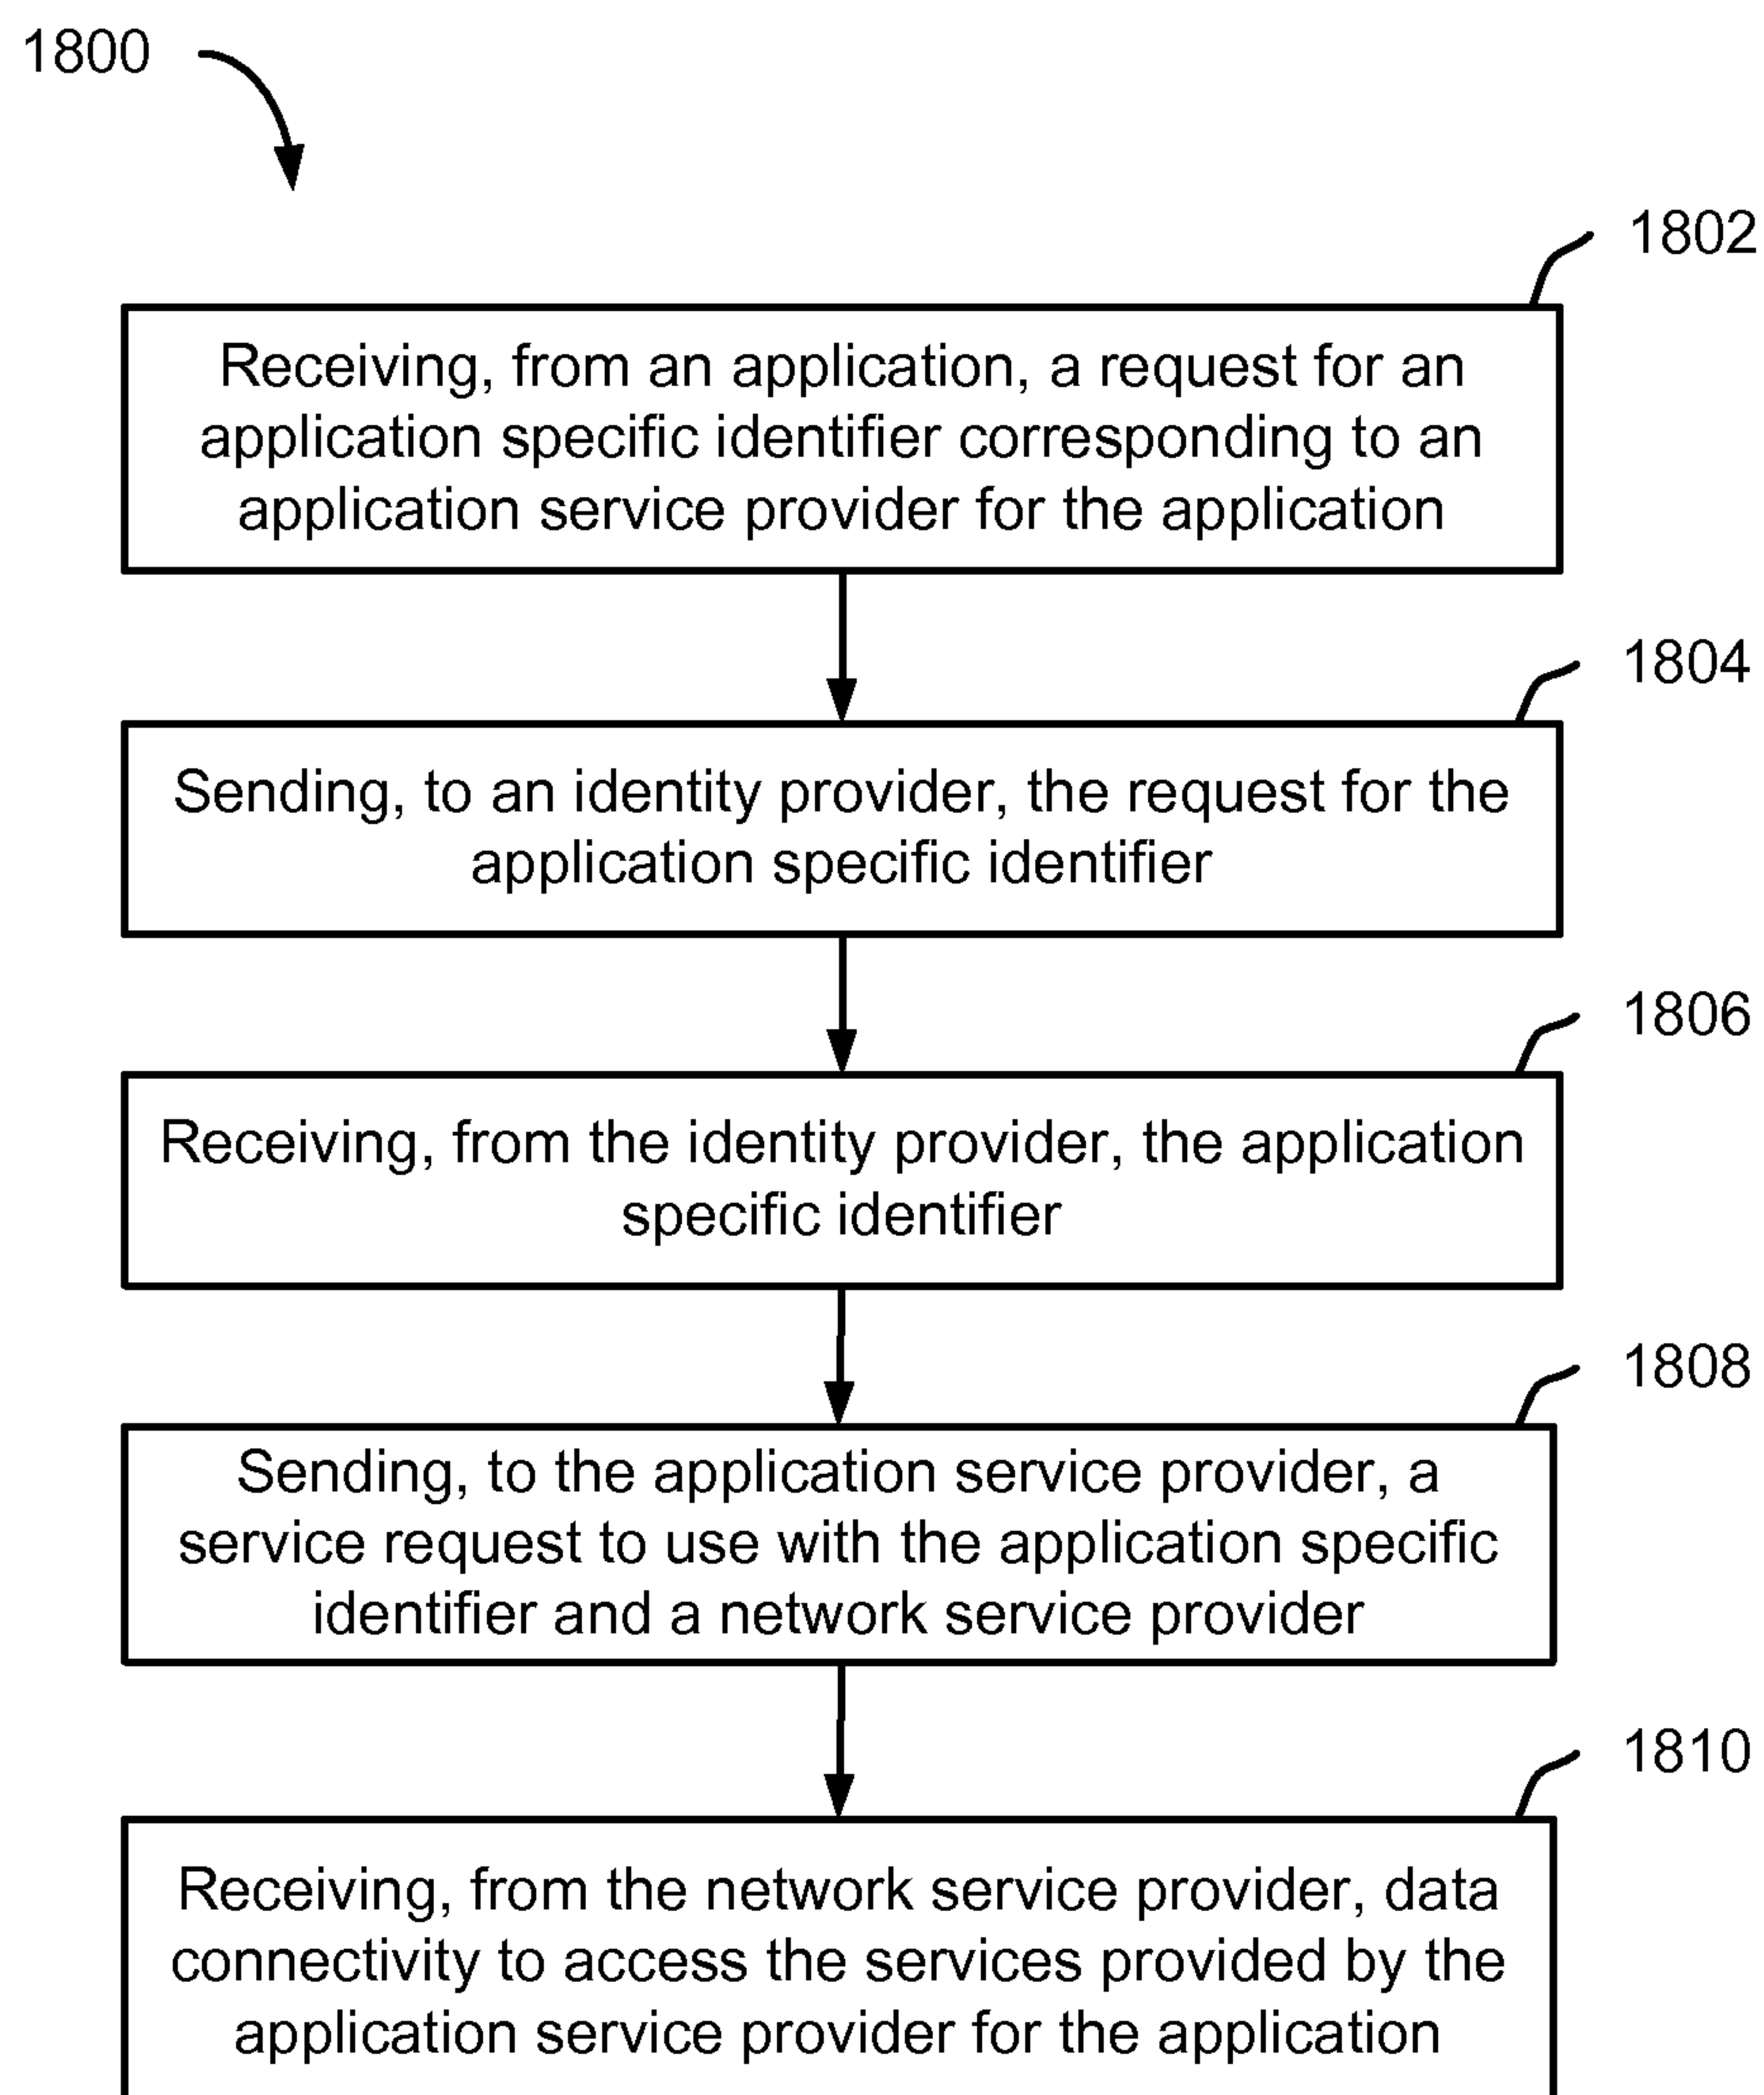 1800
1802
Receiving, from an application, a request for an
application specific identifier corresponding to an
application service provider for the application
1804
Sending, to an identity provider, the request for the
application specific identifier
1806
Receiving, from the identity provider, the application
specific identifier
1808
Sending, to the application service provider, a
service request to use with the application specific
identifier and a network service provider
1810
Receiving, from the network service provider, data
connectivity to access the services provided by the
application service provider for the application